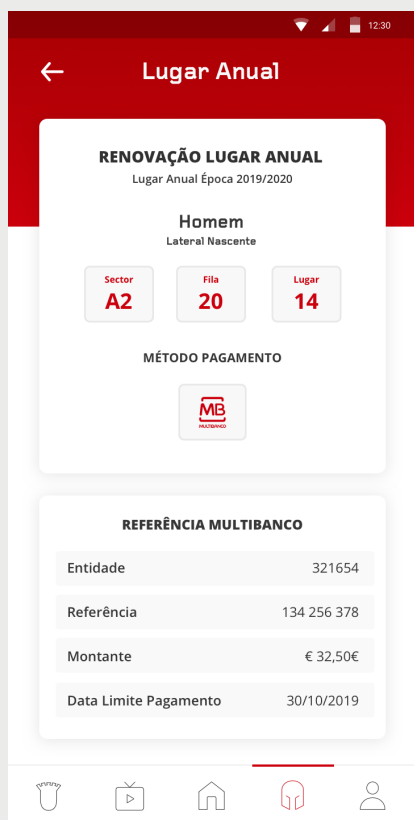 12:30
Lugar Anual
RENOVAÇÃO LUGAR ANUAL
Lugar Anual Época 2019/2020
Homem
Lateral Nascente
Sector
A2
Fila
20
Lugar
14
MÉTODO PAGAMENTO
MB
MULTIBANCO
REFERÊNCIA MULTIBANCO
Entidade 321654
Referência 134 256 378
Montante € 32,50€
Data Limite Pagamento 30/10/2019